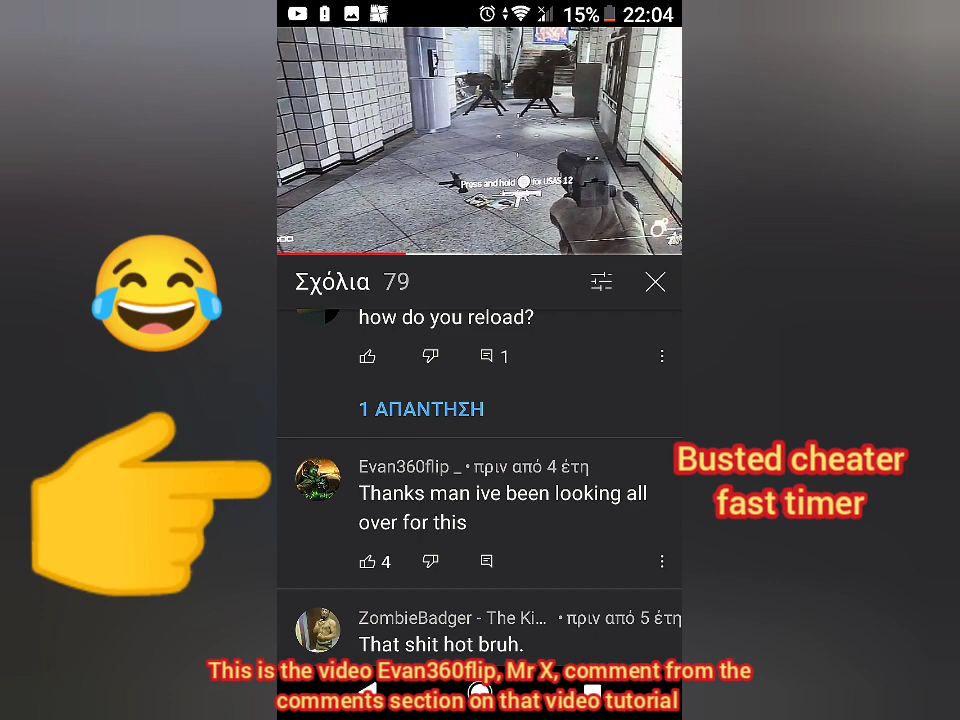 15% 22:04
Press and hold for USAS 12
Σχόλια 79
how do you reload?
1
1 ΑΠΑΝΤΗΣΗ
Evan360flip _ • πριν από 4 έτη
Thanks man ive been looking all
over for this
4
Busted cheater
fast timer
ZombieBadger - The Ki... • πριν από 5 έτη
That shit hot bruh.
This is the video Evan360flip, Mr X, comment from the
comments section on that video tutorial